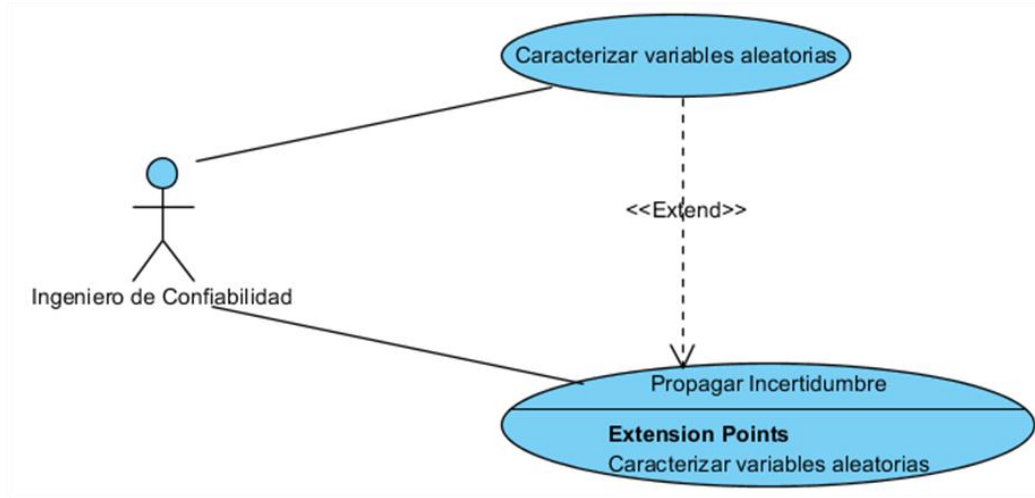 Caracterizar variables aleatorias
<<Extend>>
Ingeniero de Confiabilidad
Propagar Incertidumbre
Extension Points
Caracterizar variables aleatorias